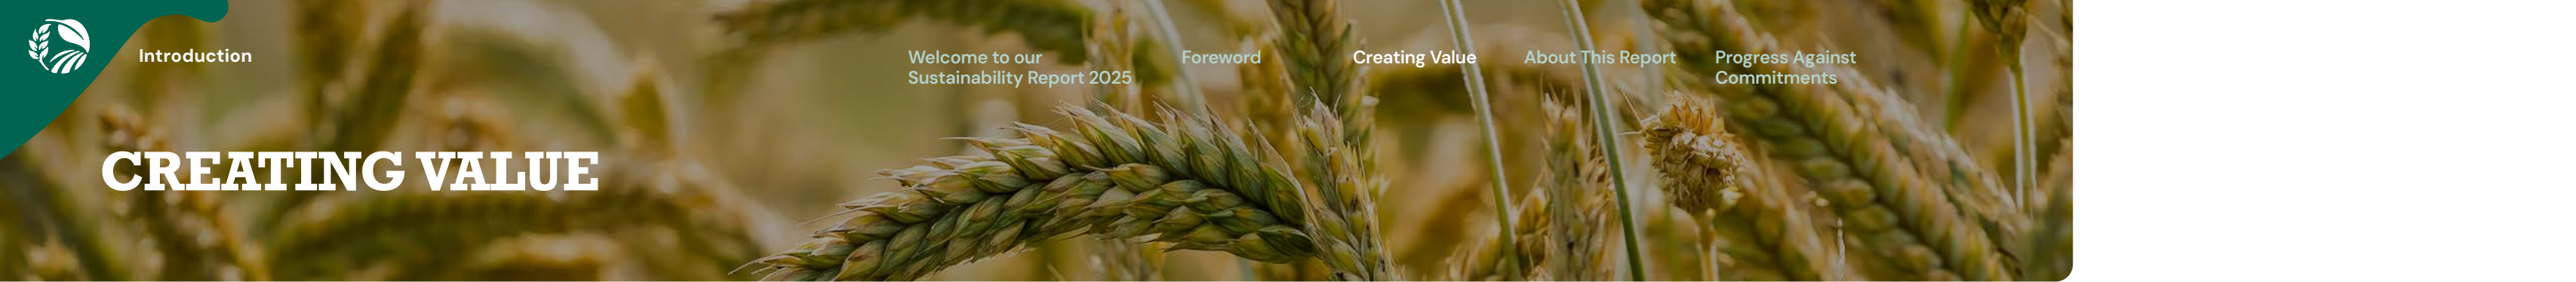 Introduction
Welcome to our
Sustainability Report 2025
Foreword
Creating Value
About This Report
Progress Against
Commitments
CREATING VALUE